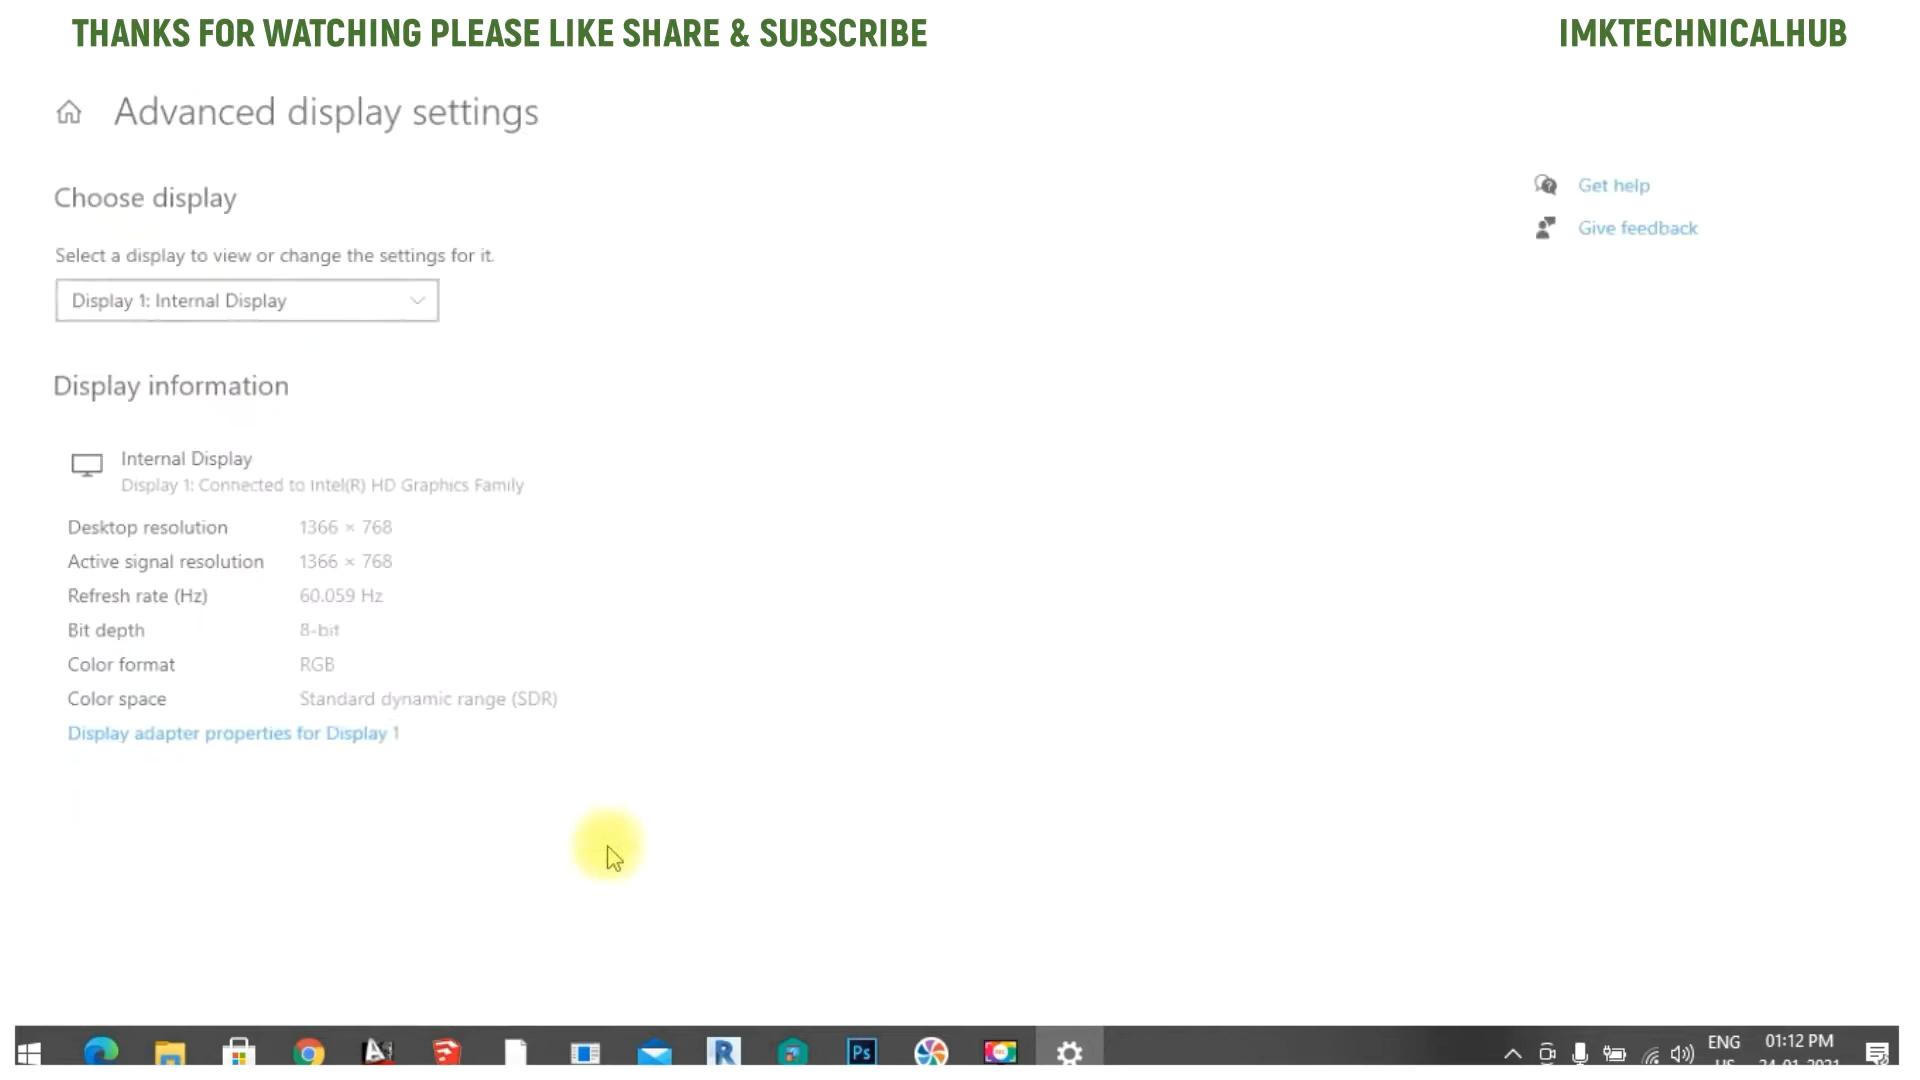 THANKS FOR WATCHING PLEASE LIKE SHARE & SUBSCRIBE
IMKTECHNICALHUB
Advanced display settings
Choose display
Get help
Give feedback
Select a display to view or change the settings for it.
Display 1: Internal Display
Display information
Internal Display
Display 1: Connected to Intel(R) HD Graphics Family
Desktop resolution 1366 × 768
Active signal resolution 1366 × 768
Refresh rate (Hz) 60.059 Hz
Bit depth 8-bit
Color format RGB
Color space Standard dynamic range (SDR)
Display adapter properties for Display 1
R
Ps
ENG
01:12 PM